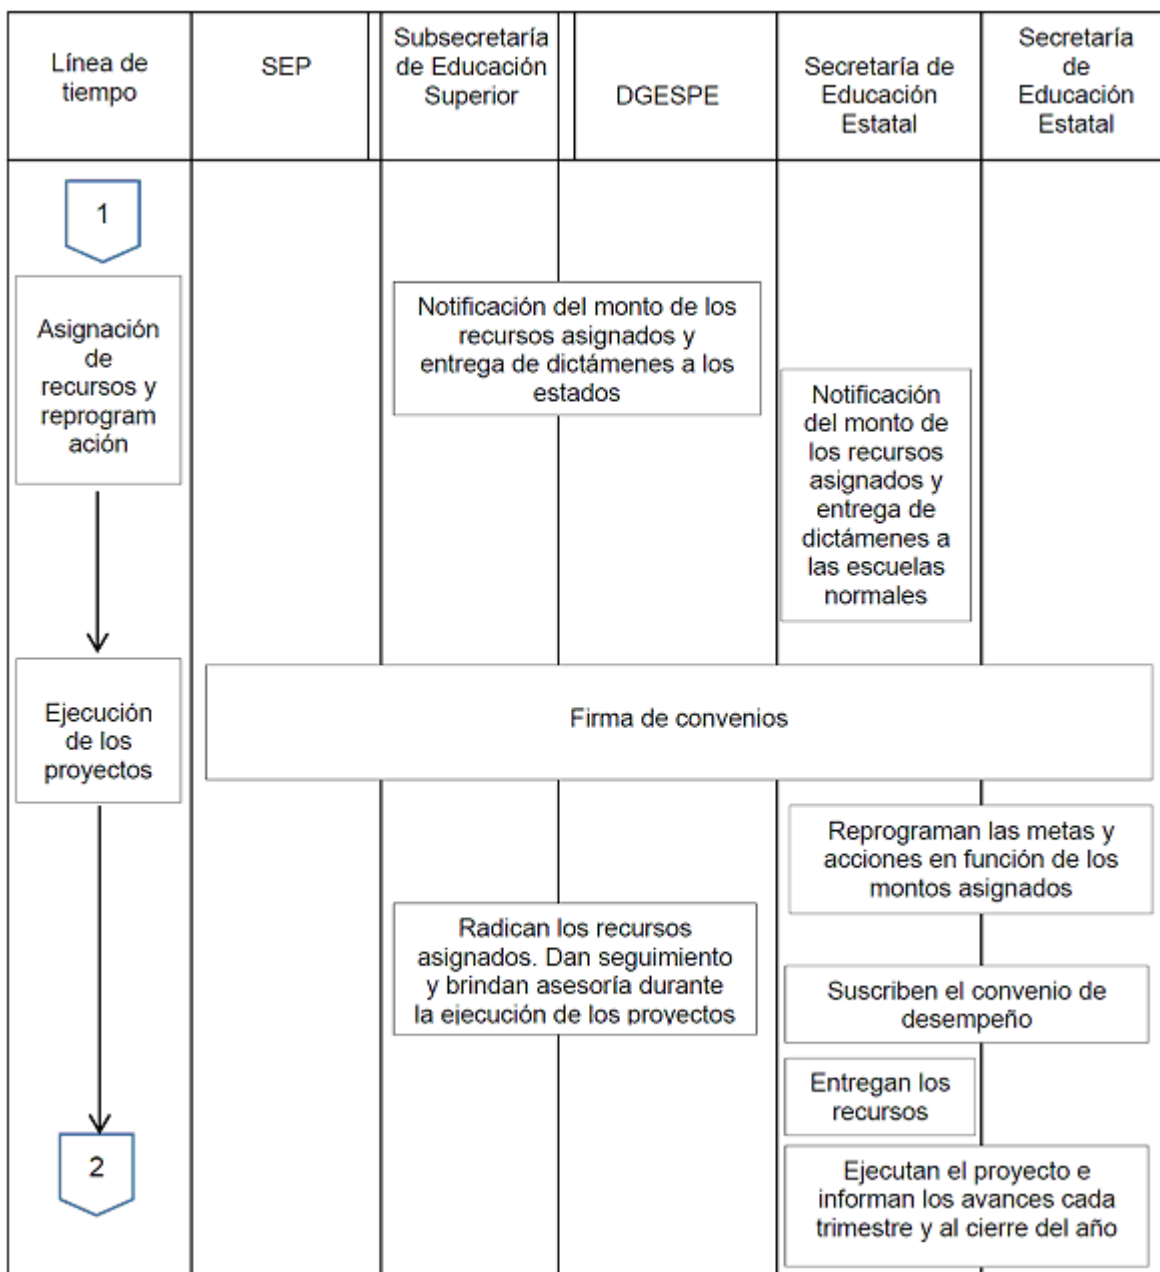 Línea de
tiempo
SEP
Subsecretaría
de Educación
Superior
DGESPE
Secretaría de
Educación
Estatal
Secretaría
de
Educación
Estatal
1
Asignación
de
recursos y
reprogram
ación
Notificación del monto de los
recursos asignados y
entrega de dictámenes a los
estados
Notificación
del monto de
los recursos
asignados y
entrega de
dictámenes a
las escuelas
normales
Ejecución
de los
proyectos
Firma de convenios
Reprograman las metas y
acciones en función de los
montos asignados
Radican los recursos
asignados. Dan seguimiento
y brindan asesoría durante
la ejecución de los proyectos
Suscriben el convenio de
desempeño
Entregan los
recursos
2
Ejecutan el proyecto e
informan los avances cada
trimestre y al cierre del año